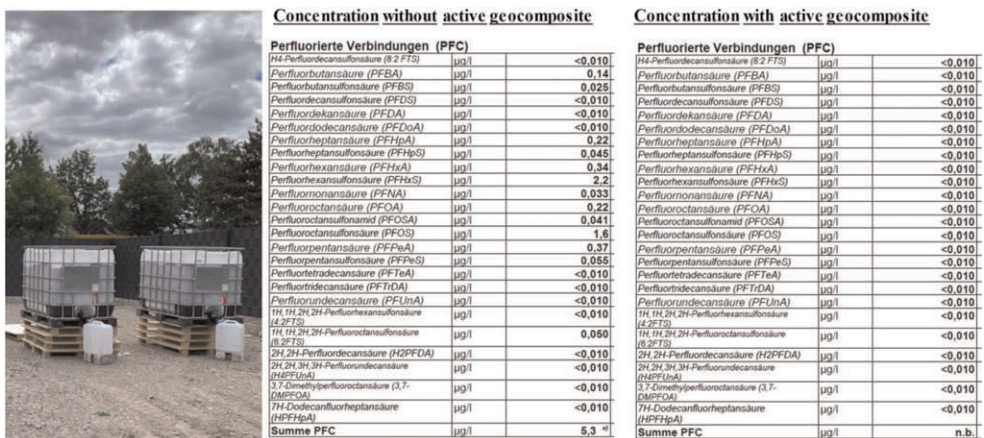 Concentration without active geocomposite
Perfluorierte Verbindungen (PFC)
H4-Perfluordecansulfonsäure (8:2 FTS) µg/l <0,010
Perfluorbutansäure (PFBA) µg/l 0,14
Perfluorbutansulfonsäure (PFBS) µg/l 0,025
Perfluordecansulfonsäure (PFDS) µg/l <0,010
Perfluordekansäure (PFDA) µg/l <0,010
Perfluordodecansäure (PFDoA) µg/l <0,010
Perfluorheptansäure (PFHpA) µg/l 0,22
Perfluorheptansulfonsäure (PFHpS) µg/l 0,045
Perfluorhexansäure (PFHxA) µg/l 0,34
Perfluorhexansulfonsäure (PFHxS) µg/l 2,2
Perfluornonansäure (PFNA) µg/l 0,033
Perfluoroctansäure (PFOA) µg/l 0,22
Perfluoroctansulfonamid (PFOSA) µg/l 0,041
Perfluoroctansulfonsäure (PFOS) µg/l 1,6
Perfluorpentansäure (PFPeA) µg/l 0,37
Perfluorpentansulfonsäure (PFPeS) µg/l 0,055
Perfluortetradecansäure (PFTeA) µg/l <0,010
Perfluortridecansäure (PFTrDA) µg/l <0,010
Perfluorundecansäure (PFUnA) µg/l <0,010
1H,1H,2H,2H-Perfluorhexansulfonsäure µg/l <0,010
(4:2FTS)
1H,1H,2H,2H-Perfluoroctansulfonsäure µg/l 0,050
(6:2FTS)
2H,2H-Perfluordecansäure (H2PFDA) µg/l <0,010
2H,2H,3H,3H-Perfluorundecansäure µg/l <0,010
(H4PFUnA)
3,7-Dimethylperfluoroctansäure (3,7- µg/l <0,010
DMPFOA)
7H-Dodecanfluorheptansäure µg/l <0,010
(HPFHpA)
Summe PFC µg/l 5,3 x)
Concentration with active geocomposite
Perfluorierte Verbindungen (PFC)
H4-Perfluordecansulfonsäure (8:2 FTS) µg/l <0,010
Perfluorbutansäure (PFBA) µg/l <0,010
Perfluorbutansulfonsäure (PFBS) µg/l <0,010
Perfluordecansulfonsäure (PFDS) µg/l <0,010
Perfluordekansäure (PFDA) µg/l <0,010
Perfluordodecansäure (PFDoA) µg/l <0,010
Perfluorheptansäure (PFHpA) µg/l <0,010
Perfluorheptansulfonsäure (PFHpS) µg/l <0,010
Perfluorhexansäure (PFHxA) µg/l <0,010
Perfluorhexansulfonsäure (PFHxS) µg/l <0,010
Perfluornonansäure (PFNA) µg/l <0,010
Perfluoroctansäure (PFOA) µg/l <0,010
Perfluoroctansulfonamid (PFOSA) µg/l <0,010
Perfluoroctansulfonsäure (PFOS) µg/l <0,010
Perfluorpentansäure (PFPeA) µg/l <0,010
Perfluorpentansulfonsäure (PFPeS) µg/l <0,010
Perfluortetradecansäure (PFTeA) µg/l <0,010
Perfluortridecansäure (PFTrDA) µg/l <0,010
Perfluorundecansäure (PFUnA) µg/l <0,010
1H,1H,2H,2H-Perfluorhexansulfonsäure µg/l <0,010
(4:2FTS)
1H,1H,2H,2H-Perfluoroctansulfonsäure µg/l <0,010
(6:2FTS)
2H,2H-Perfluordecansäure (H2PFDA) µg/l <0,010
2H,2H,3H,3H-Perfluorundecansäure µg/l <0,010
(H4PFUnA)
3,7-Dimethylperfluoroctansäure (3,7- µg/l <0,010
DMPFOA)
7H-Dodecanfluorheptansäure µg/l <0,010
(HPFHpA)
Summe PFC µg/l n.b.